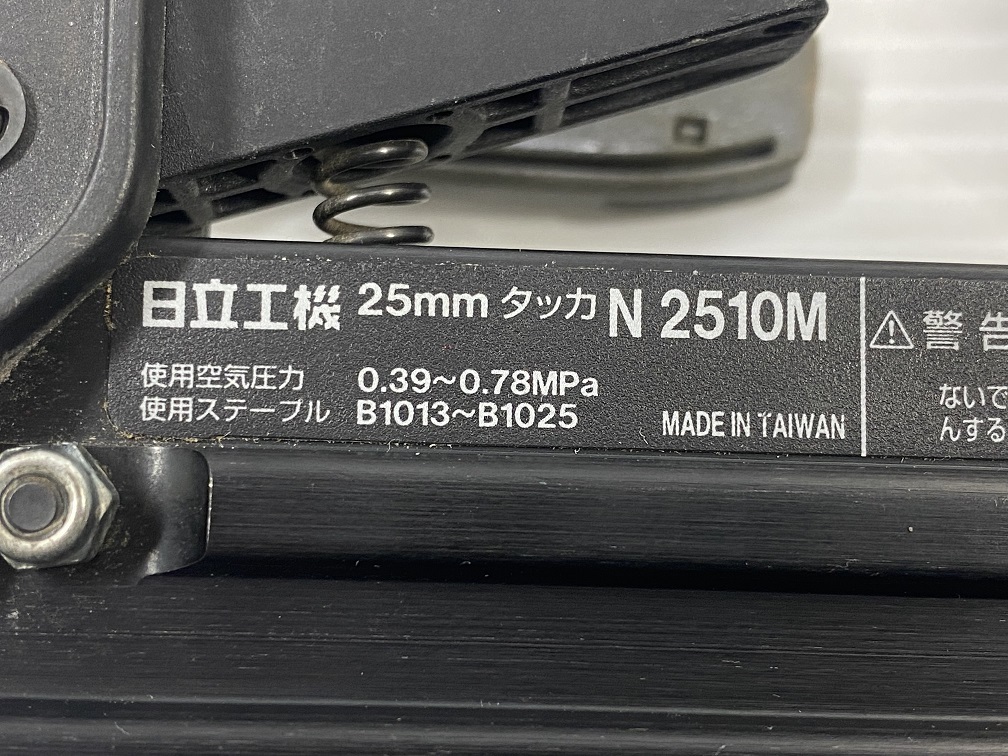 日立工機 25mm タッカ N 2510M
使用空気圧力 0.39～0.78MPa
使用ステープル B1013～B1025
MADE IN TAIWAN
⚠警告
ないで
んする